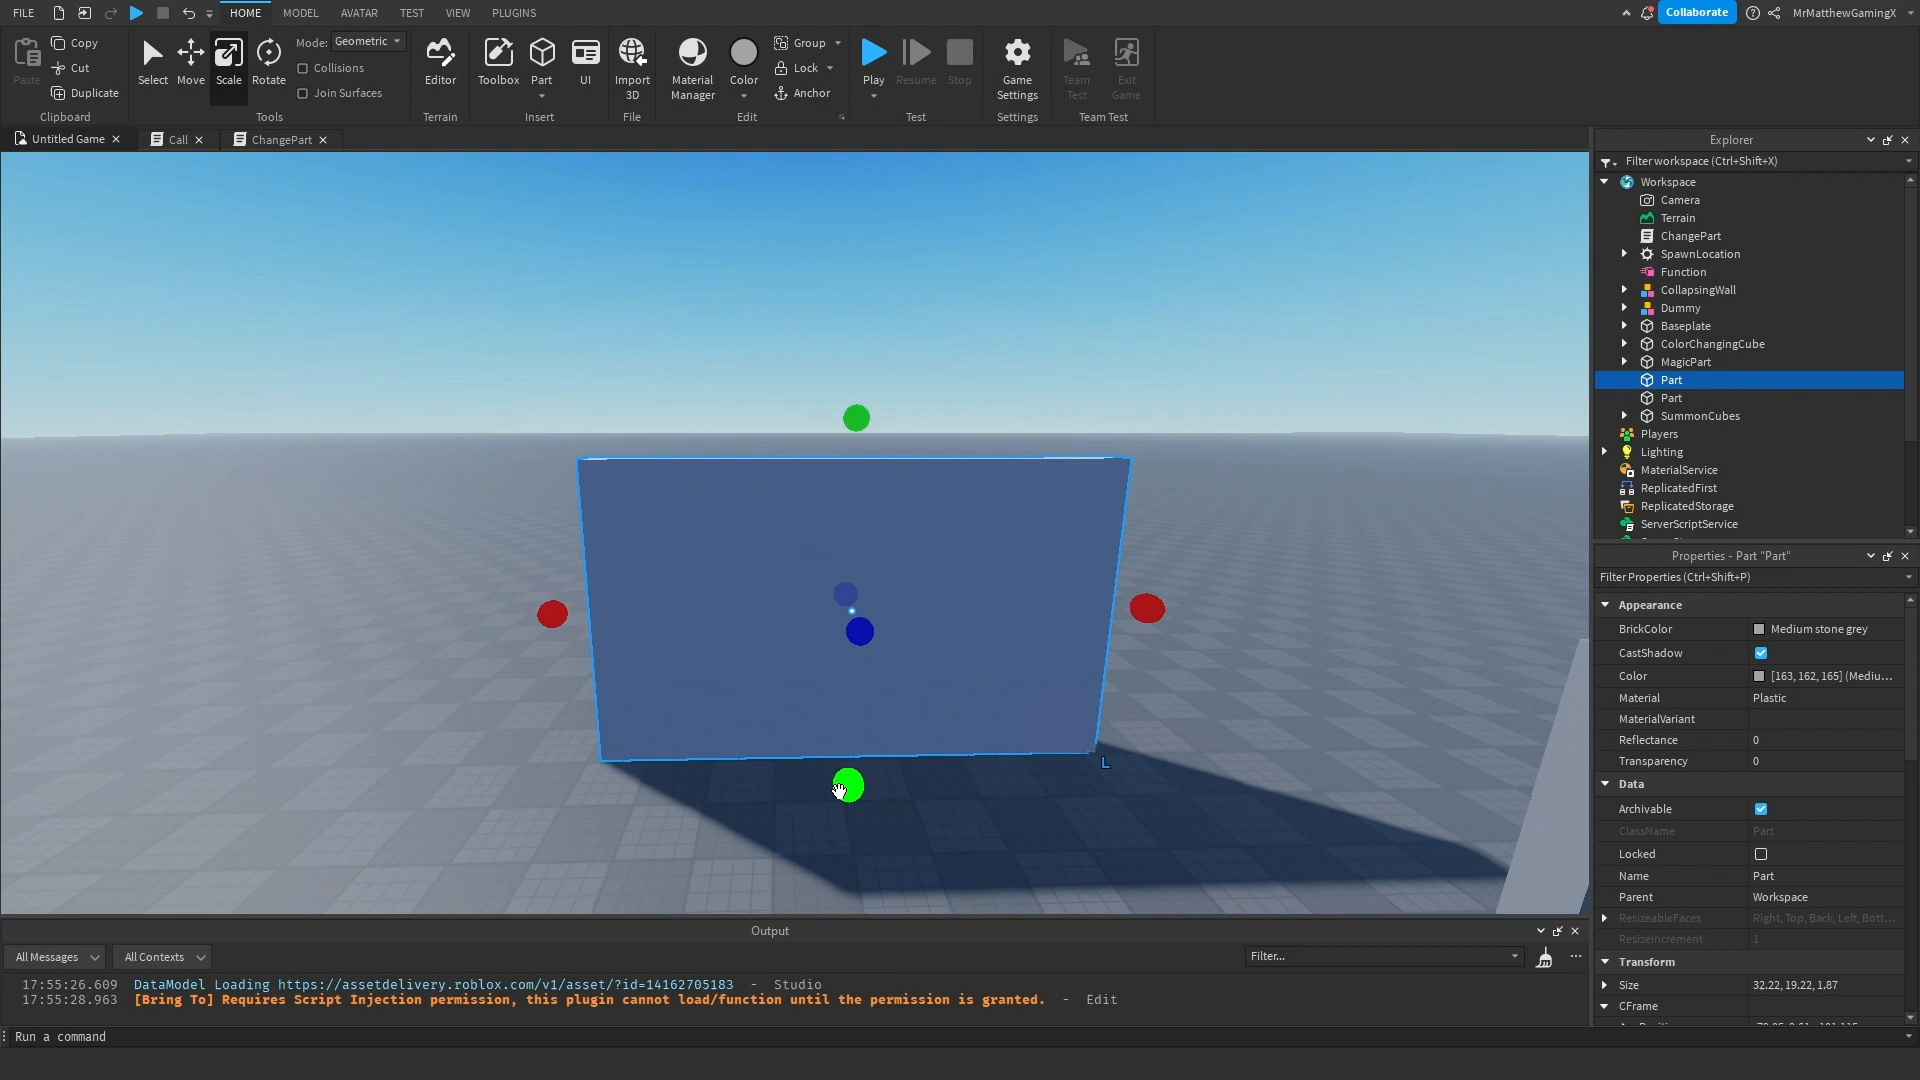 FILE HOME MODEL AVATAR TEST VIEW PLUGINS Collaborate MrMatthewGamingX
Paste Copy Cut Duplicate
Clipboard
Select Move Scale Rotate
Mode: Geometric
Collisions
Join Surfaces
Tools
Editor
Terrain
Toolbox Part UI
Insert
Import
3D
File
Material
Manager
Color
Group
Lock
Anchor
Edit
Play Resume Stop
Test
Game
Settings
Settings
Team
Test
Exit
Game
Team Test
Untitled Game Call ChangePart
L
Explorer
Filter workspace (Ctrl+Shift+X)
Workspace
Camera
Terrain
ChangePart
SpawnLocation
Function
CollapsingWall
Dummy
Baseplate
ColorChangingCube
MagicPart
Part
Part
SummonCubes
Players
Lighting
MaterialService
ReplicatedFirst
ReplicatedStorage
ServerScriptService
Properties - Part "Part"
Filter Properties (Ctrl+Shift+P)
Appearance
BrickColor Medium stone grey
CastShadow
Color [163, 162, 165] (Mediu...
Material Plastic
MaterialVariant
Reflectance 0
Transparency 0
Data
Archivable
ClassName Part
Locked
Name Part
Parent Workspace
ResizeableFaces Right, Top, Back, Left, Bott...
ResizeIncrement 1
Transform
Size 32.22, 19.22, 1.87
CFrame
Output
All Messages All Contexts Filter...
17:55:26.609 DataModel Loading https://assetdelivery.roblox.com/v1/asset/?id=14162705183 - Studio
17:55:28.963 [Bring To] Requires Script Injection permission, this plugin cannot load/function until the permission is granted. - Edit
Run a command